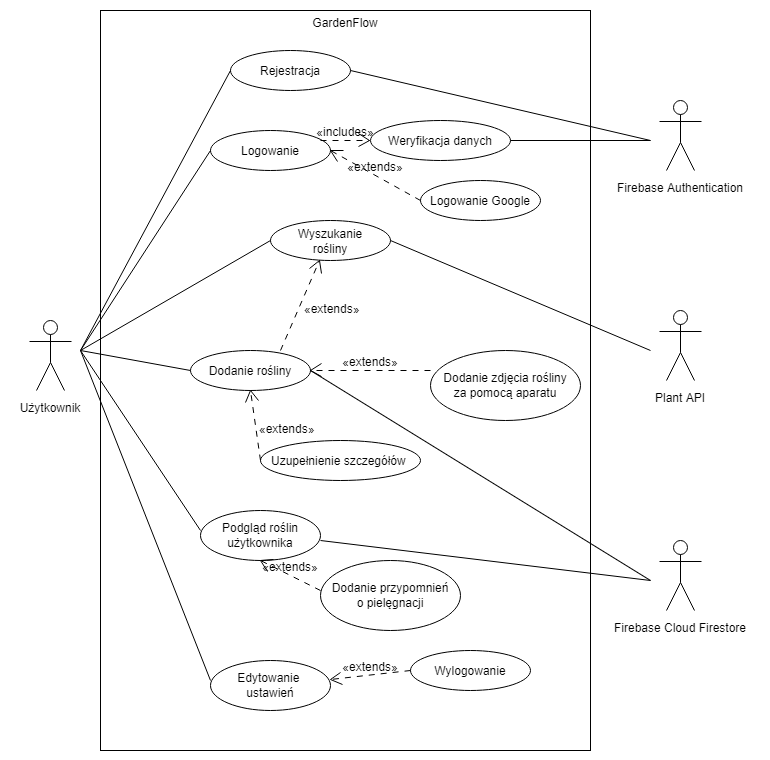 GardenFlow
Rejestracja
«includes»
Weryfikacja danych
Logowanie
«extends»
Logowanie Google
Firebase Authentication
Wyszukanie
rośliny
«extends»
Dodanie rośliny
«extends»
Dodanie zdjęcia rośliny
za pomocą aparatu
Plant API
Użytkownik
«extends»
Uzupełnienie szczegółów
Podgląd roślin
użytkownika
«extends»
Dodanie przypomnień
o pielęgnacji
Firebase Cloud Firestore
Edytowanie
ustawień
«extends»
Wylogowanie